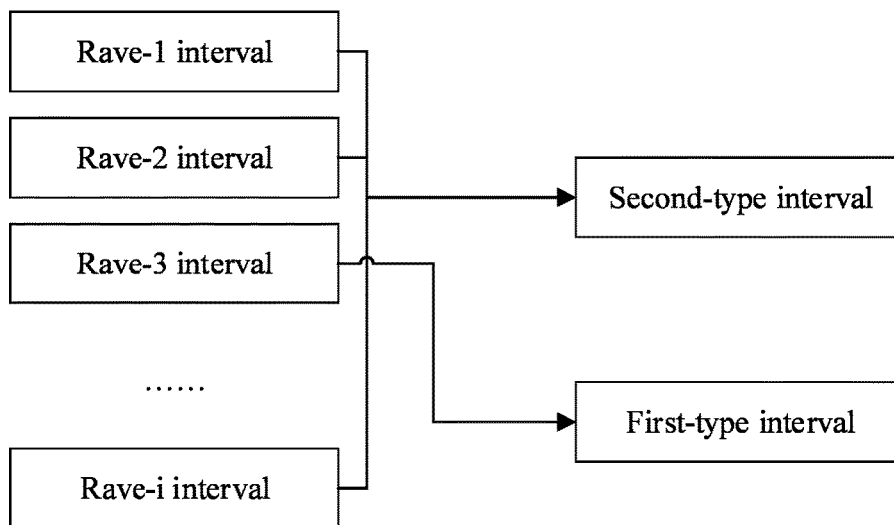 Rave-1 interval
Rave-2 interval
Rave-3 interval
......
Rave-i interval
Second-type interval
First-type interval